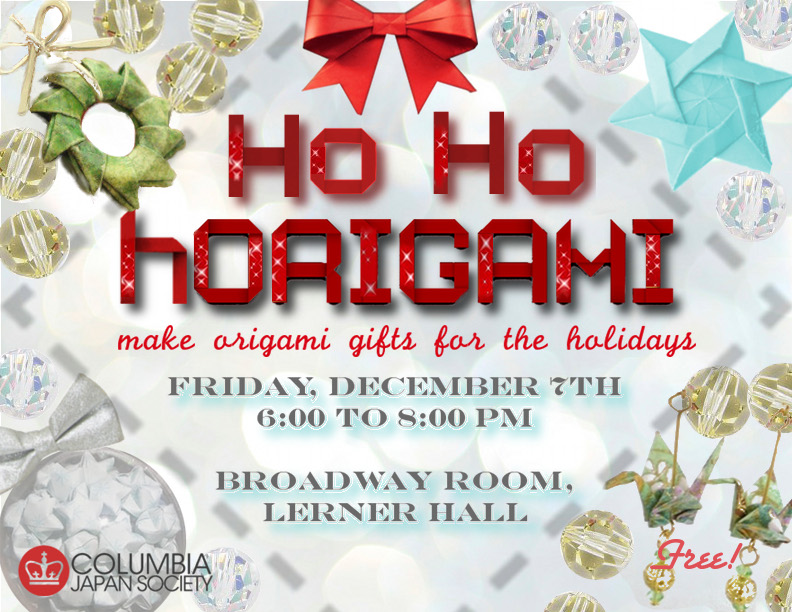 Ho Ho
hORIGAMI
make origami gifts for the holidays
FRIDAY, DECEMBER 7TH
6:00 TO 8:00 PM
BROADWAY ROOM,
LERNER HALL
Free!
COLUMBIA
JAPAN SOCIETY